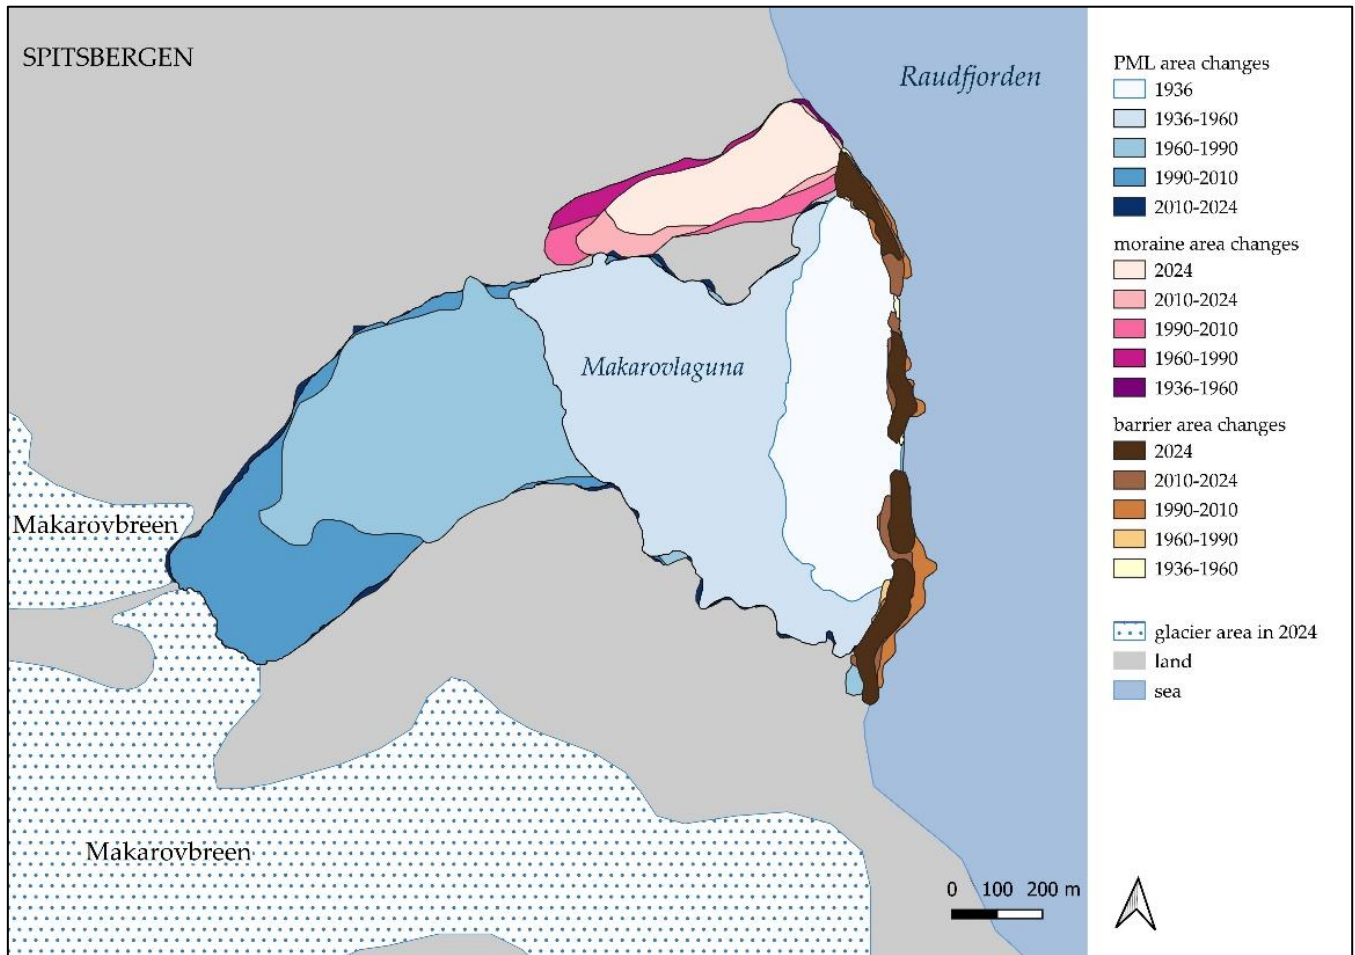 SPITSBERGEN
Raudfjorden
Makarovlaguna
Makarovbreen
Makarovbreen
0 100 200 m
PML area changes
1936
1936-1960
1960-1990
1990-2010
2010-2024
moraine area changes
2024
2010-2024
1990-2010
1960-1990
1936-1960
barrier area changes
2024
2010-2024
1990-2010
1960-1990
1936-1960
glacier area in 2024
land
sea